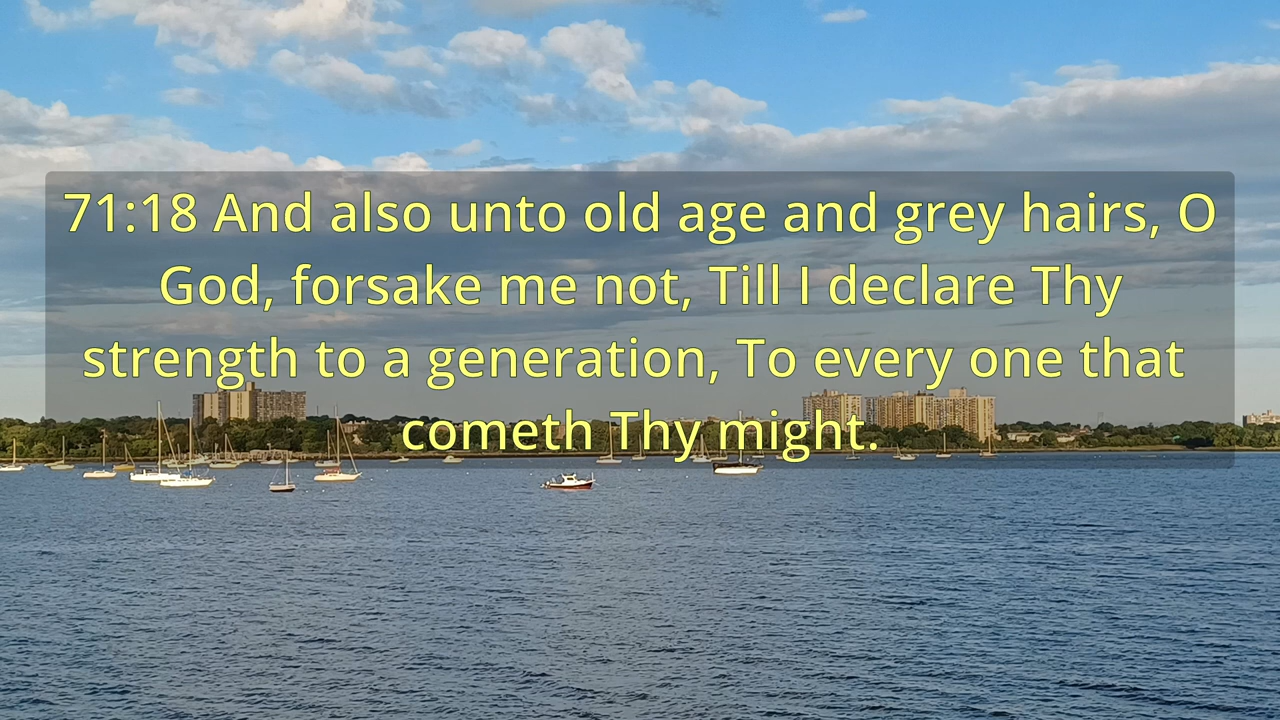 71:18 And also unto old age and grey hairs, O
God, forsake me not, Till I declare Thy
strength to a generation, To every one that
cometh Thy might.